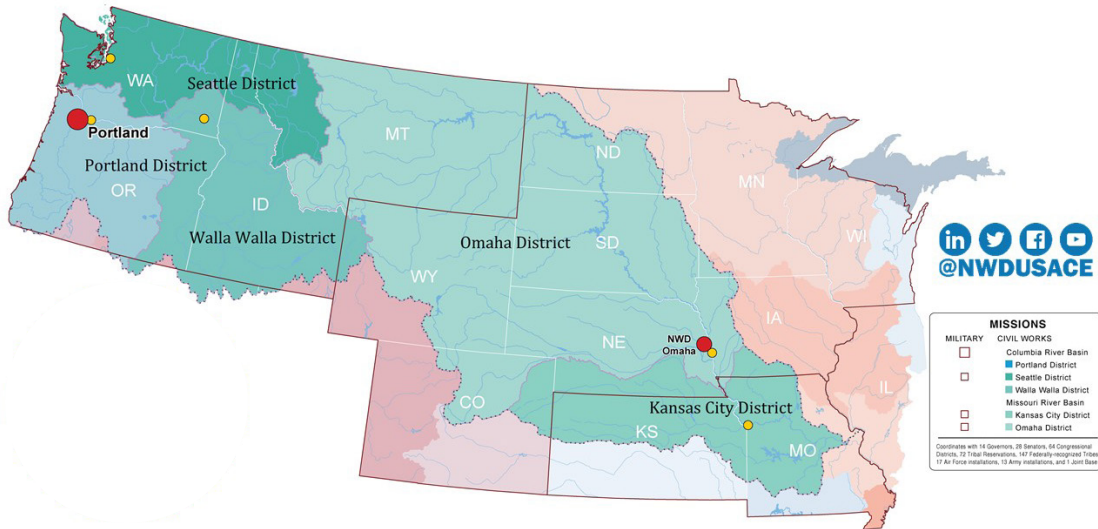 WA
Seattle District
Portland
Portland District
OR
ID
Walla Walla District
MT
ND
MN
Omaha District
SD
WI
WY
NWD
Omaha
NE
IA
IL
CO
Kansas City District
KS
MO
in
f
@NWDUSACE
MISSIONS
MILITARY CIVIL WORKS
Columbia River Basin
Portland District
Seattle District
Walla Walla District
Missouri River Basin
Kansas City District
Omaha District
Coordinates with 14 Governors, 28 Senators, 64 Congressional
Districts, 72 Tribal Reservations, 147 Federally-recognized Tribes
17 Air Force installations, 13 Army installations, and 1 Joint Base